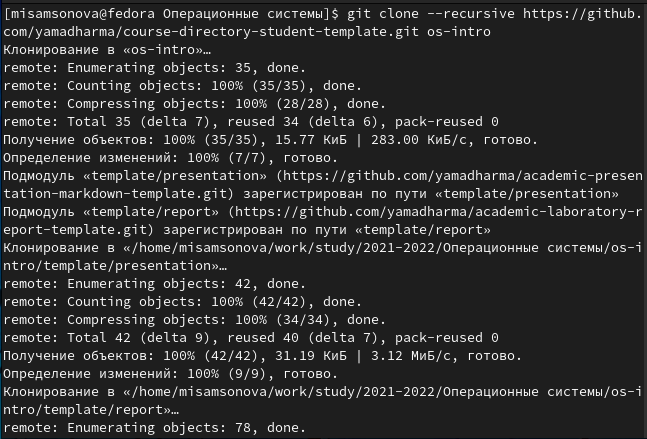 [misamsonova@fedora Операционные системы]$ git clone --recursive https://github.
com/yamadharma/course-directory-student-template.git os-intro
Клонирование в «os-intro»…
remote: Enumerating objects: 35, done.
remote: Counting objects: 100% (35/35), done.
remote: Compressing objects: 100% (28/28), done.
remote: Total 35 (delta 7), reused 34 (delta 6), pack-reused 0
Получение объектов: 100% (35/35), 15.77 КиБ | 283.00 КиБ/с, готово.
Определение изменений: 100% (7/7), готово.
Подмодуль «template/presentation» (https://github.com/yamadharma/academic-presen
tation-markdown-template.git) зарегистрирован по пути «template/presentation»
Подмодуль «template/report» (https://github.com/yamadharma/academic-laboratory-r
eport-template.git) зарегистрирован по пути «template/report»
Клонирование в «/home/misamsonova/work/study/2021-2022/Операционные системы/os-i
ntro/template/presentation»…
remote: Enumerating objects: 42, done.
remote: Counting objects: 100% (42/42), done.
remote: Compressing objects: 100% (34/34), done.
remote: Total 42 (delta 9), reused 40 (delta 7), pack-reused 0
Получение объектов: 100% (42/42), 31.19 КиБ | 3.12 МиБ/с, готово.
Определение изменений: 100% (9/9), готово.
Клонирование в «/home/misamsonova/work/study/2021-2022/Операционные системы/os-i
ntro/template/report»…
remote: Enumerating objects: 78, done.